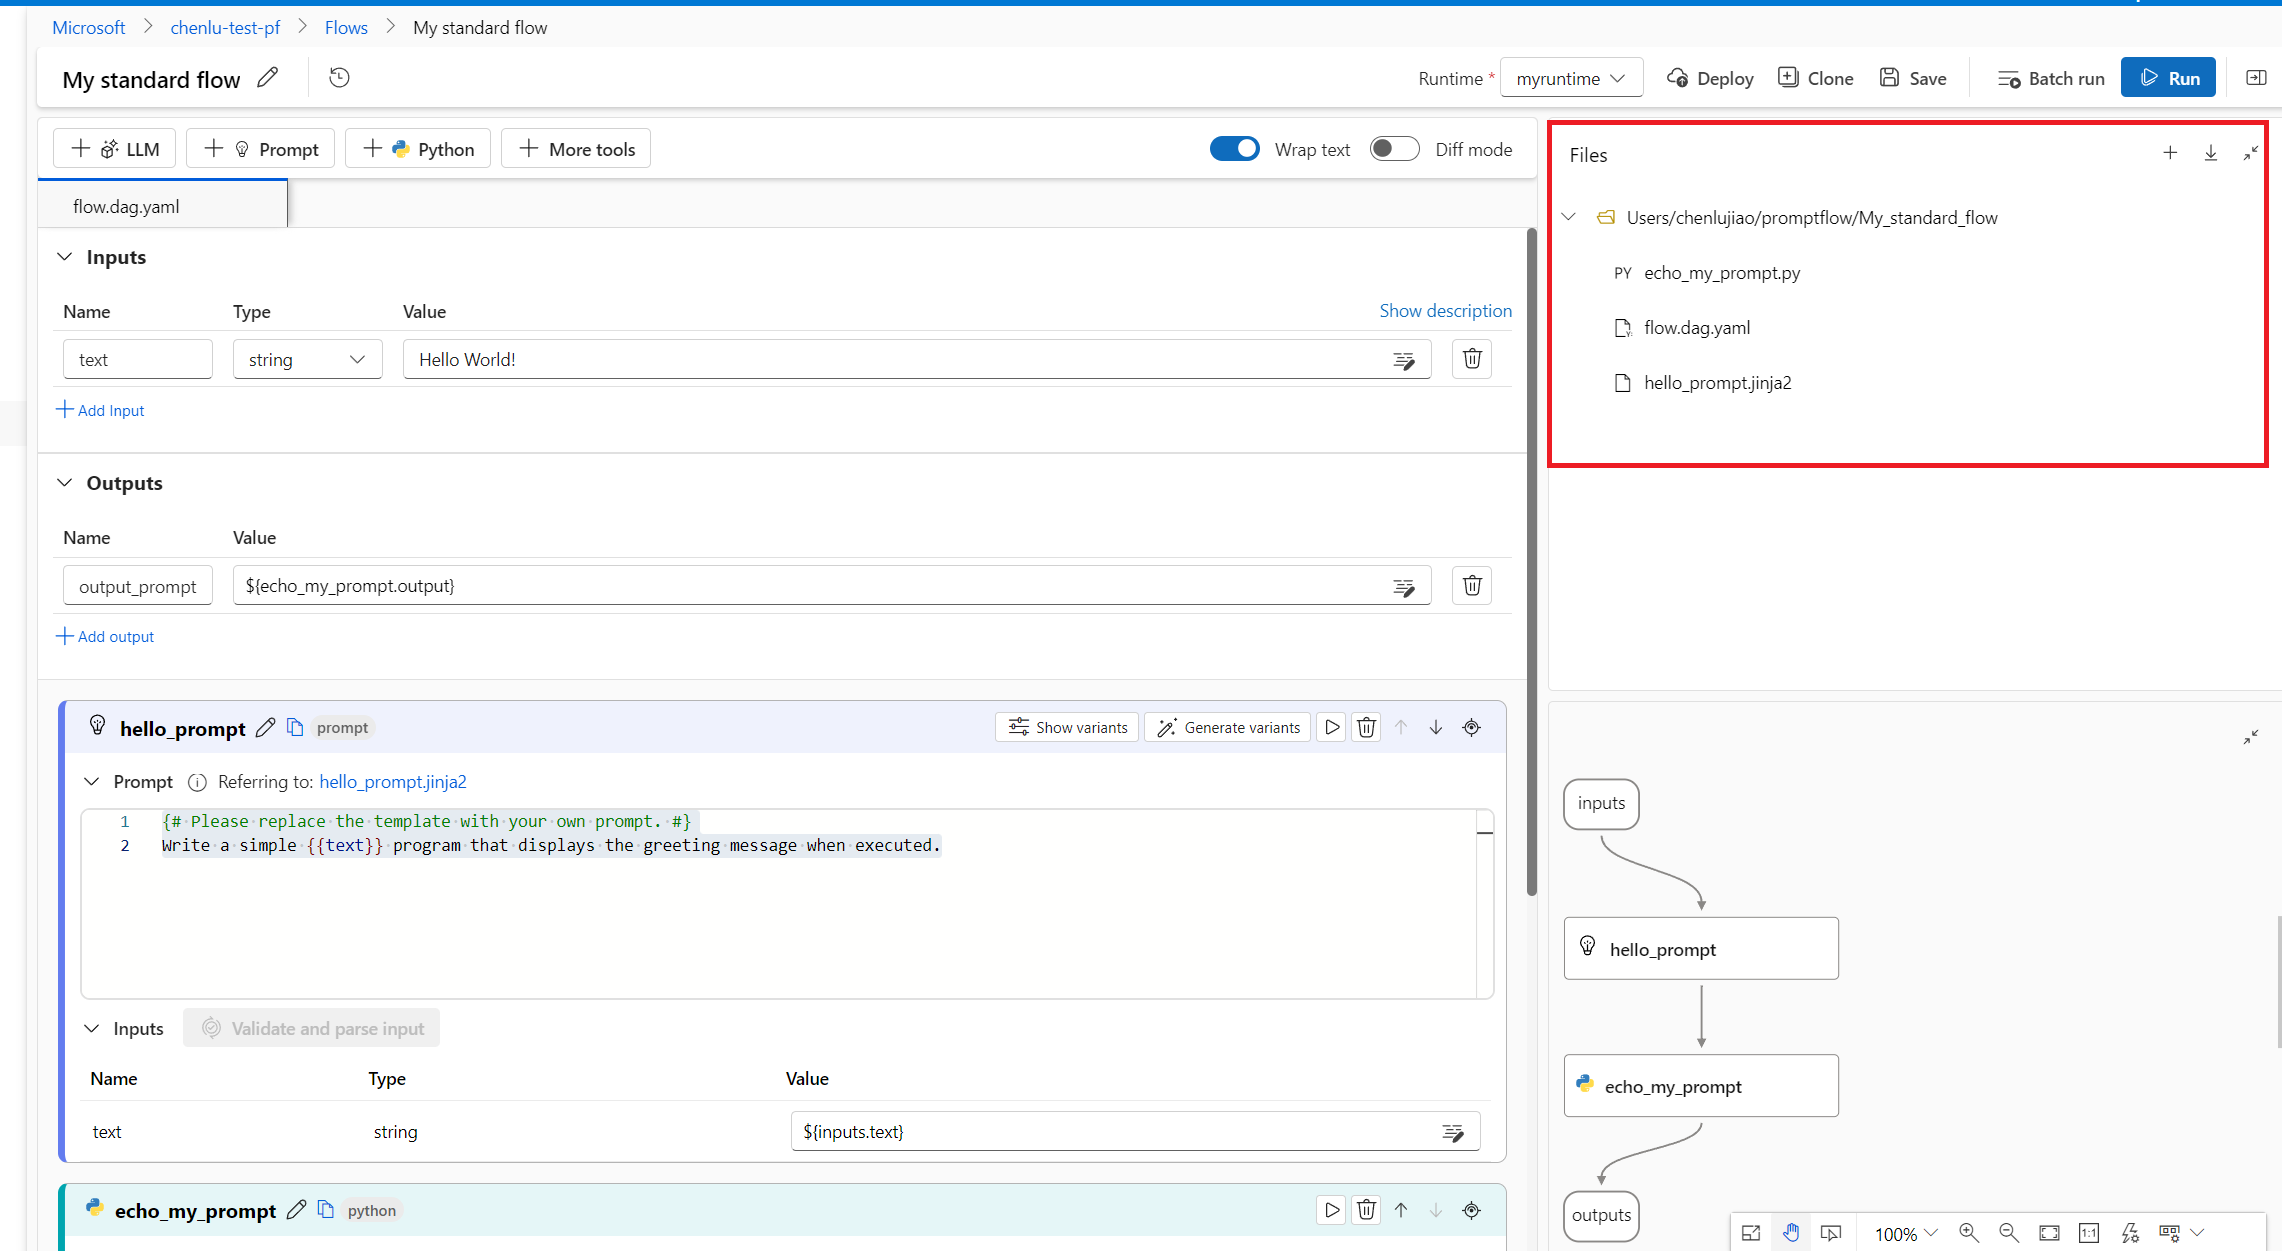 Microsoft > chenlu-test-pf > Flows > My standard flow
My standard flow
Runtime * myruntime Deploy Clone Save Batch run Run
LLM Prompt Python More tools Wrap text Diff mode
flow.dag.yaml
Inputs
Name Type Value Show description
text string Hello World!
Add Input
Outputs
Name Value
output_prompt ${echo_my_prompt.output}
Add output
hello_prompt prompt Show variants Generate variants
Prompt Referring to: hello_prompt.jinja2
1 {# Please replace the template with your own prompt. #}
2 Write a simple {{text}} program that displays the greeting message when executed.
Inputs Validate and parse input
Name Type Value
text string ${inputs.text}
echo_my_prompt python
Files
Users/chenlujiao/promptflow/My_standard_flow
PY echo_my_prompt.py
flow.dag.yaml
hello_prompt.jinja2
inputs
hello_prompt
echo_my_prompt
outputs
100% 1:1